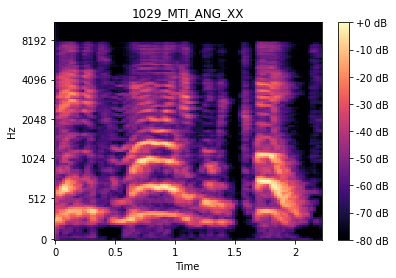 1029_MTI_ANG_XX
+0 dB
8192
-10 dB
4096
-20 dB
-30 dB
2048
Hz
-40 dB
1024
-50 dB
512
-60 dB
-70 dB
0
-80 dB
0
0.5
1
1.5
2
Time